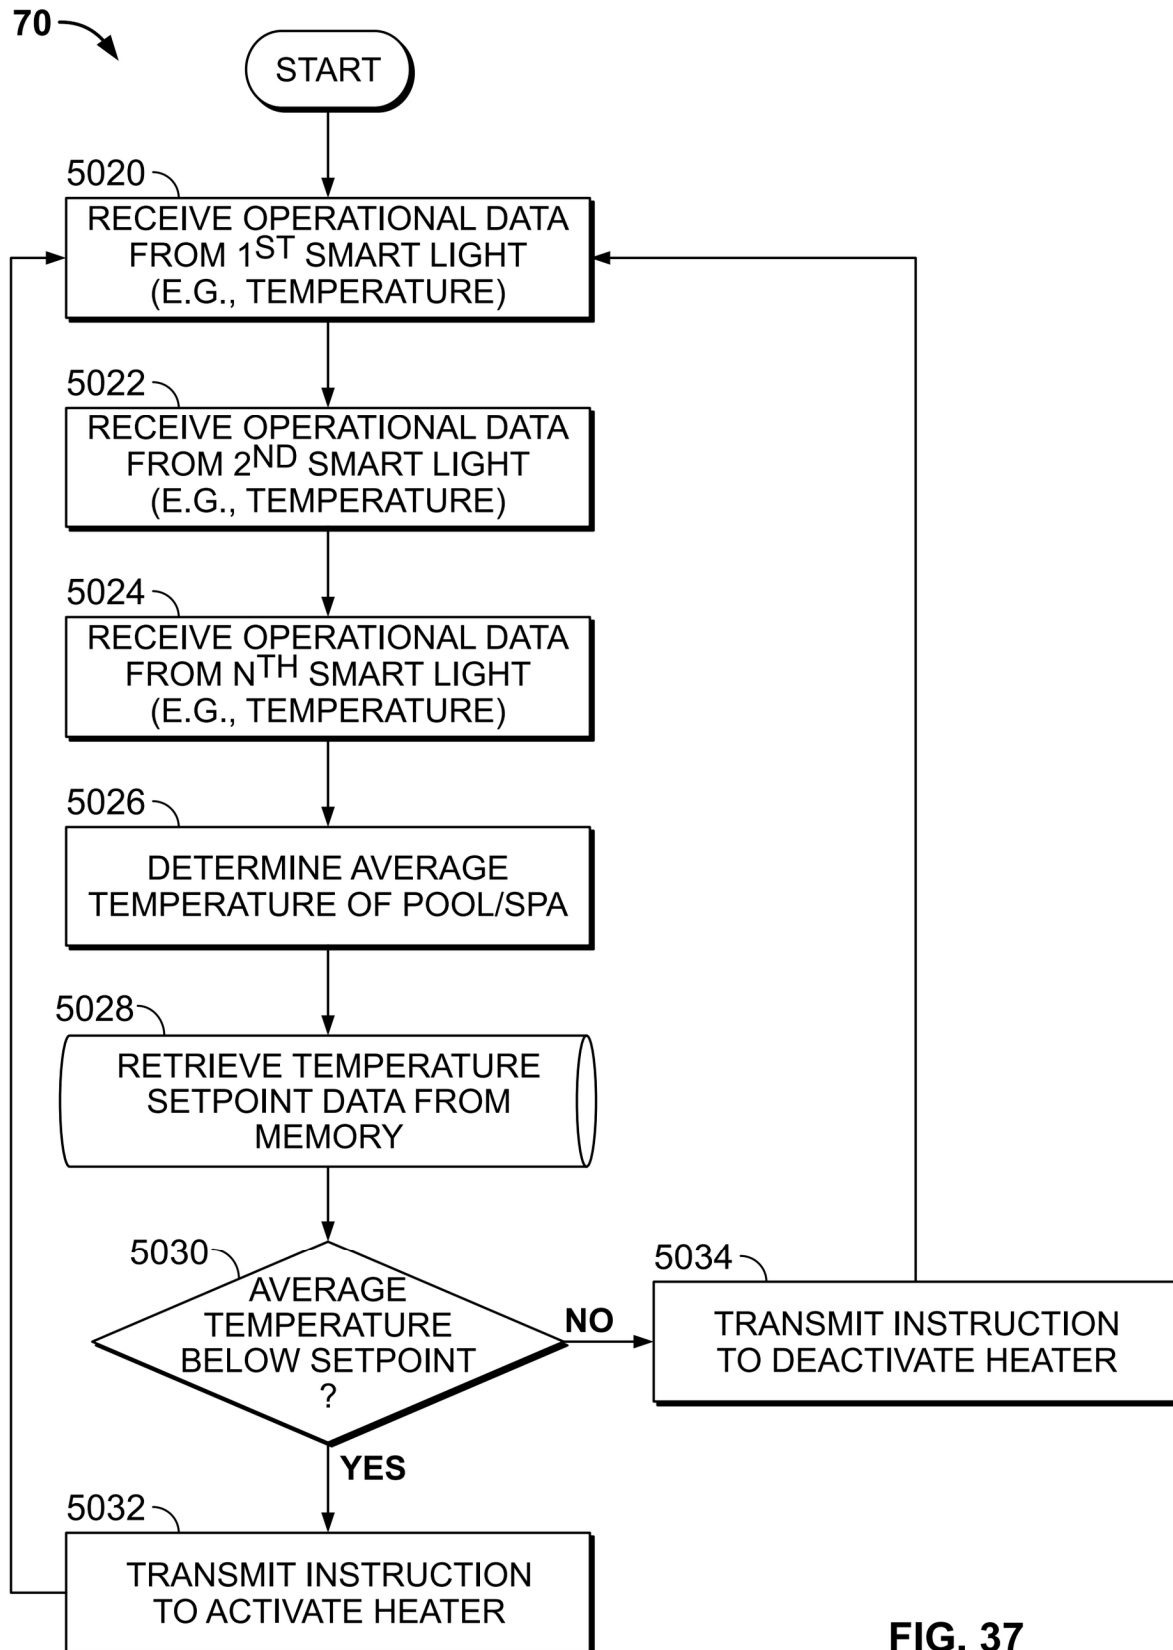 70
START
5020
RECEIVE OPERATIONAL DATA
FROM 1ST SMART LIGHT
(E.G., TEMPERATURE)
5022
RECEIVE OPERATIONAL DATA
FROM 2ND SMART LIGHT
(E.G., TEMPERATURE)
5024
RECEIVE OPERATIONAL DATA
FROM NTH SMART LIGHT
(E.G., TEMPERATURE)
5026
DETERMINE AVERAGE
TEMPERATURE OF POOL/SPA
5028
RETRIEVE TEMPERATURE
SETPOINT DATA FROM
MEMORY
5030
AVERAGE
TEMPERATURE
BELOW SETPOINT
?
NO
5034
TRANSMIT INSTRUCTION
TO DEACTIVATE HEATER
YES
5032
TRANSMIT INSTRUCTION
TO ACTIVATE HEATER
FIG. 37